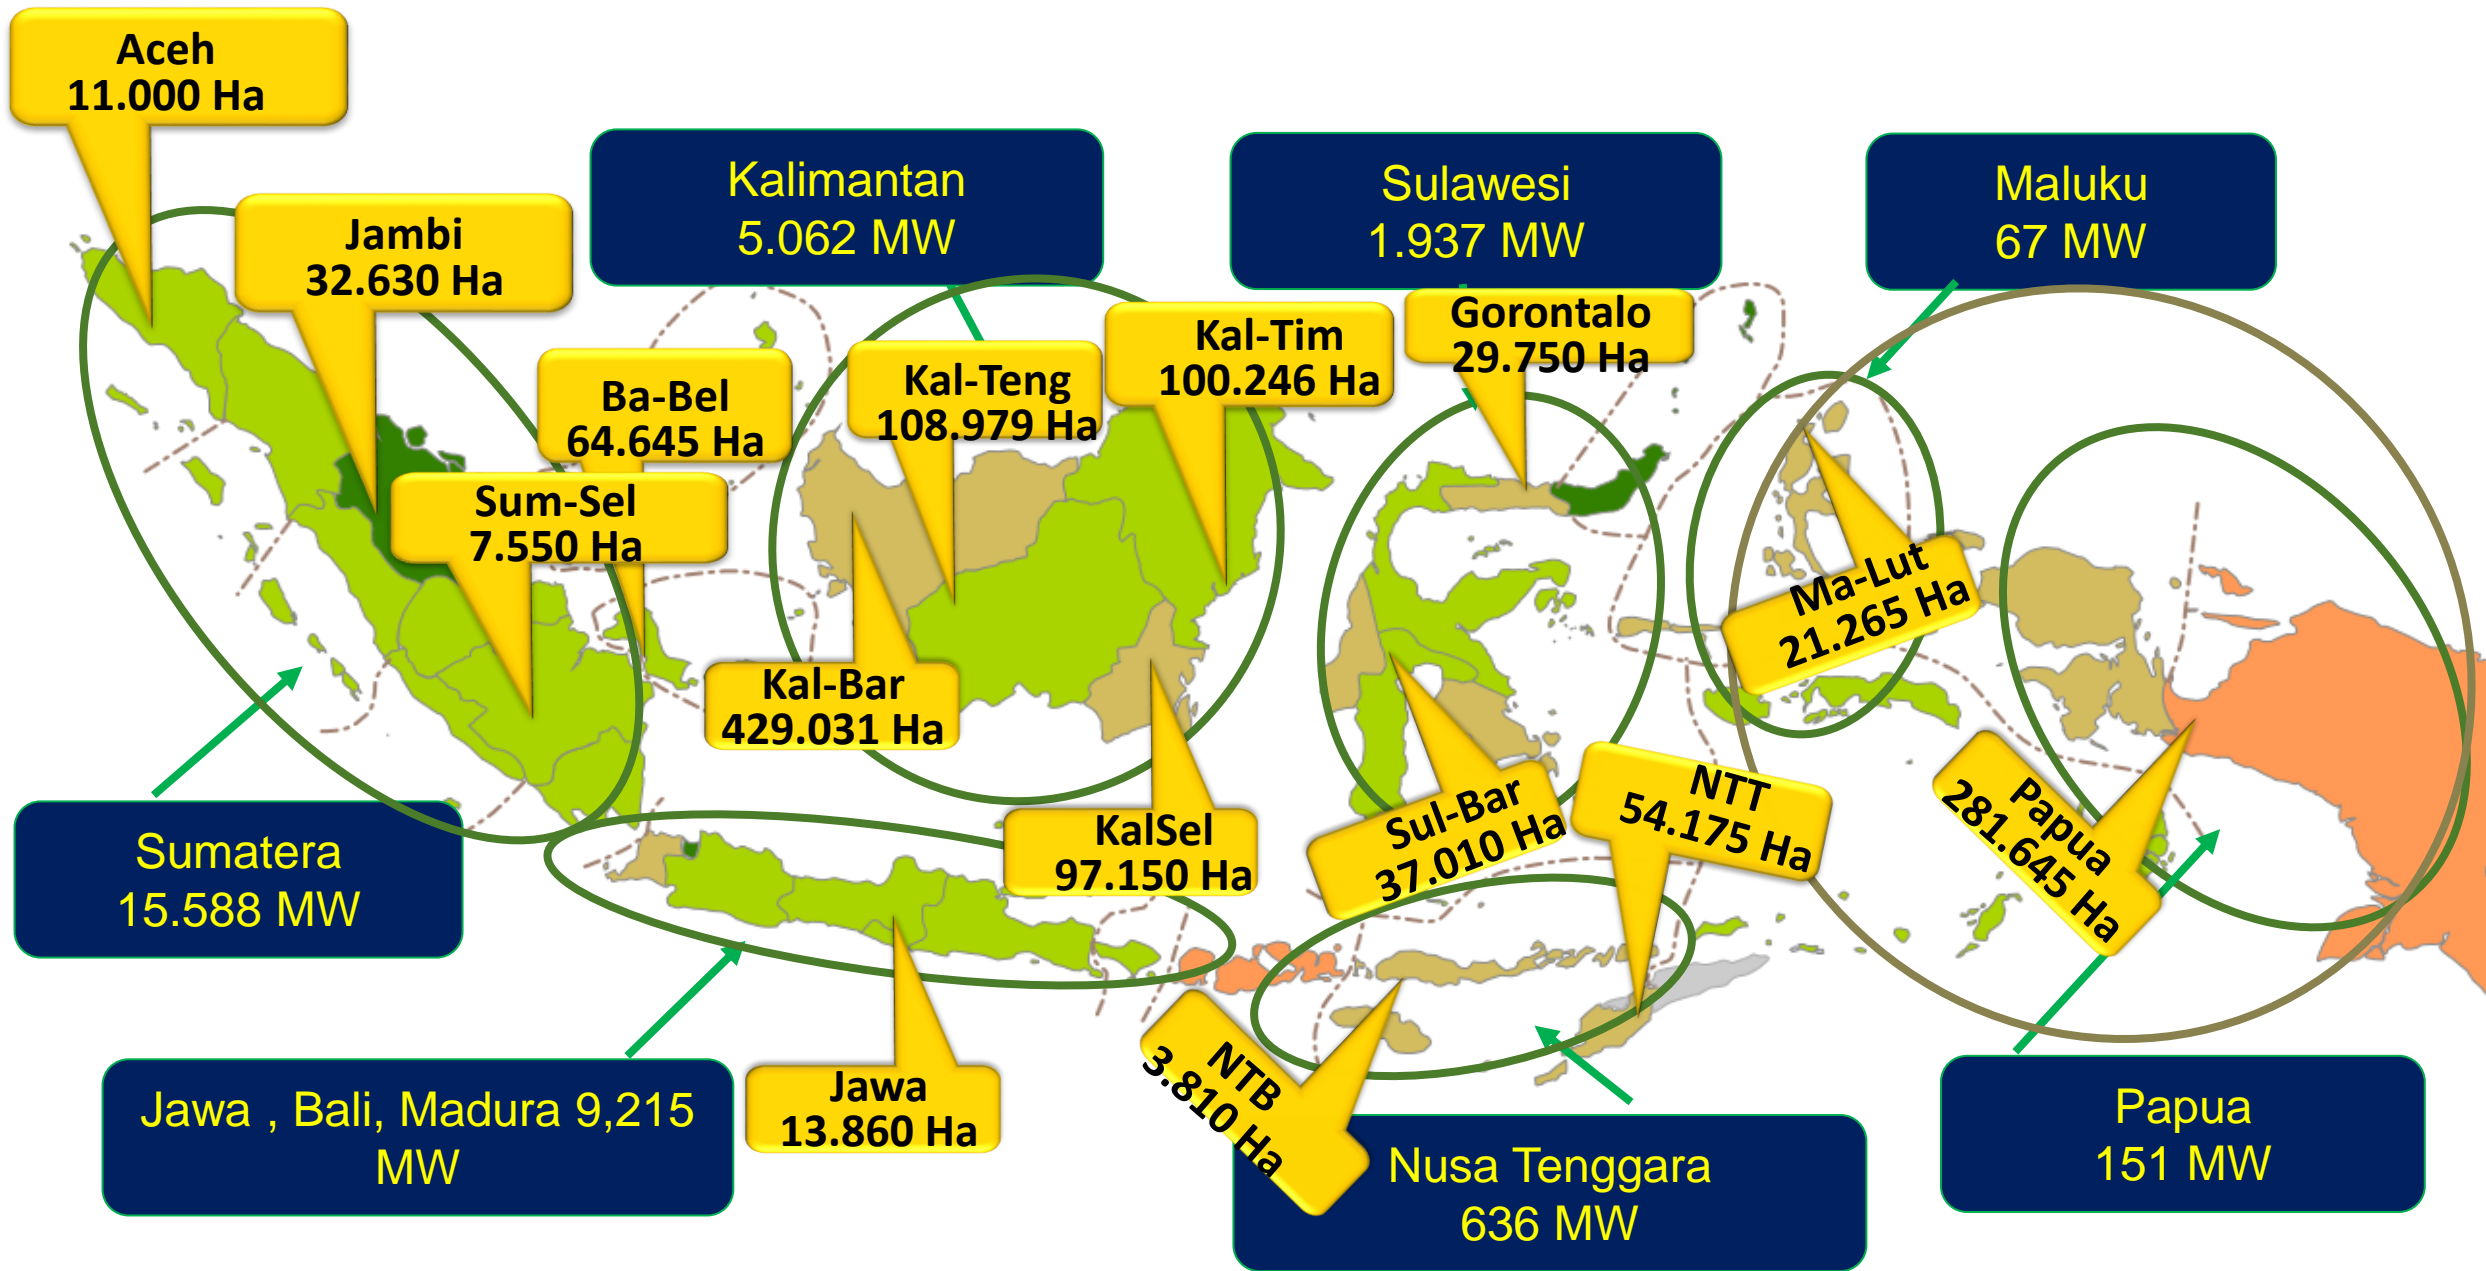 Aceh
11.000 Ha
Jambi
32.630 Ha
Kalimantan
5.062 MW
Sulawesi
1.937 MW
Maluku
67 MW
Ba-Bel
64.645 Ha
Kal-Teng
108.979 Ha
Kal-Tim
100.246 Ha
Gorontalo
29.750 Ha
Sum-Sel
7.550 Ha
Ma-Lut
21.265 Ha
Kal-Bar
429.031 Ha
Sumatera
15.588 MW
KalSel
97.150 Ha
Sul-Bar
37.010 Ha
NTT
54.175 Ha
Papua
281.645 Ha
Jawa , Bali, Madura 9,215
MW
Jawa
13.860 Ha
NTB
3.810 Ha
Nusa Tenggara
636 MW
Papua
151 MW